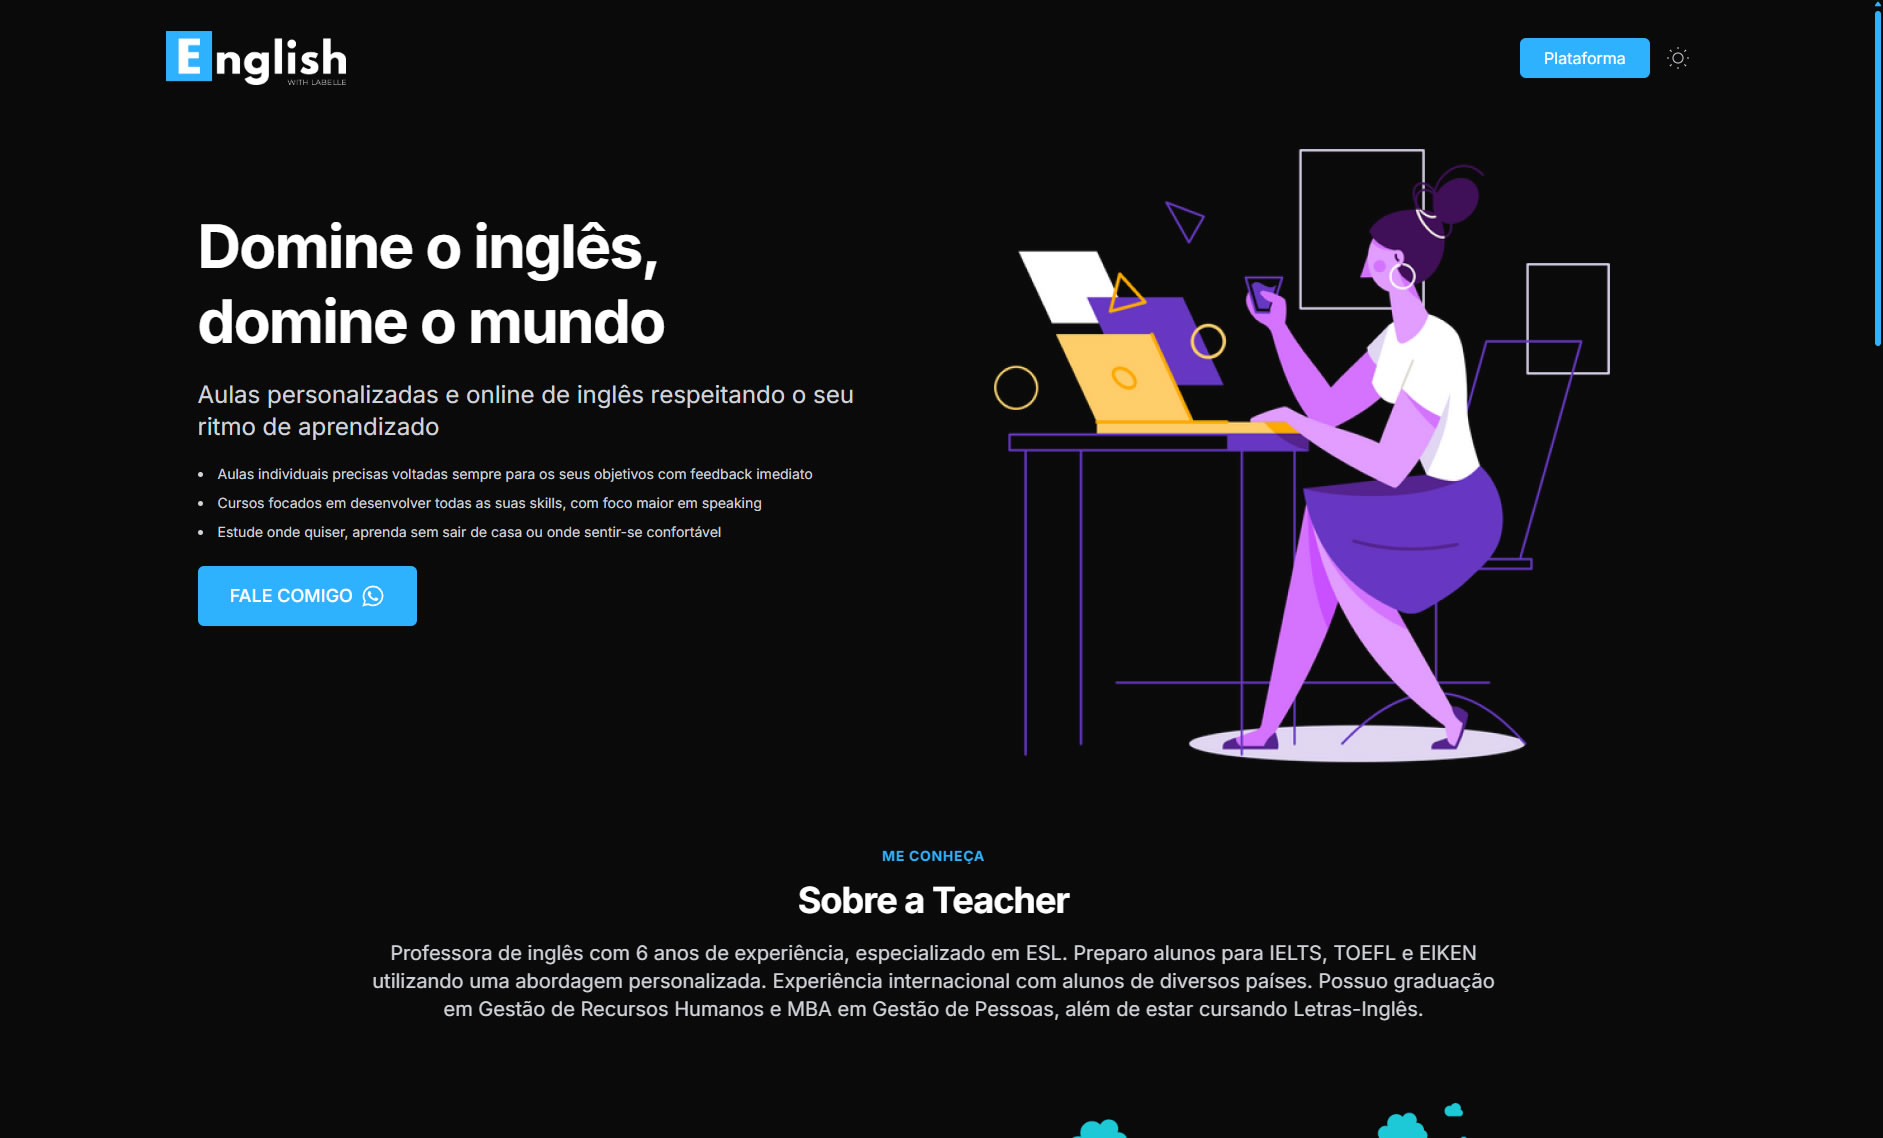 English
WITH LABELLE
Plataforma
Domine o inglês,
domine o mundo
Aulas personalizadas e online de inglês respeitando o seu
ritmo de aprendizado
• Aulas individuais precisas voltadas sempre para os seus objetivos com feedback imediato
• Cursos focados em desenvolver todas as suas skills, com foco maior em speaking
• Estude onde quiser, aprenda sem sair de casa ou onde sentir-se confortável
FALE COMIGO
ME CONHEÇA
Sobre a Teacher
Professora de inglês com 6 anos de experiência, especializado em ESL. Preparo alunos para IELTS, TOEFL e EIKEN
utilizando uma abordagem personalizada. Experiência internacional com alunos de diversos países. Possuo graduação
em Gestão de Recursos Humanos e MBA em Gestão de Pessoas, além de estar cursando Letras-Inglês.